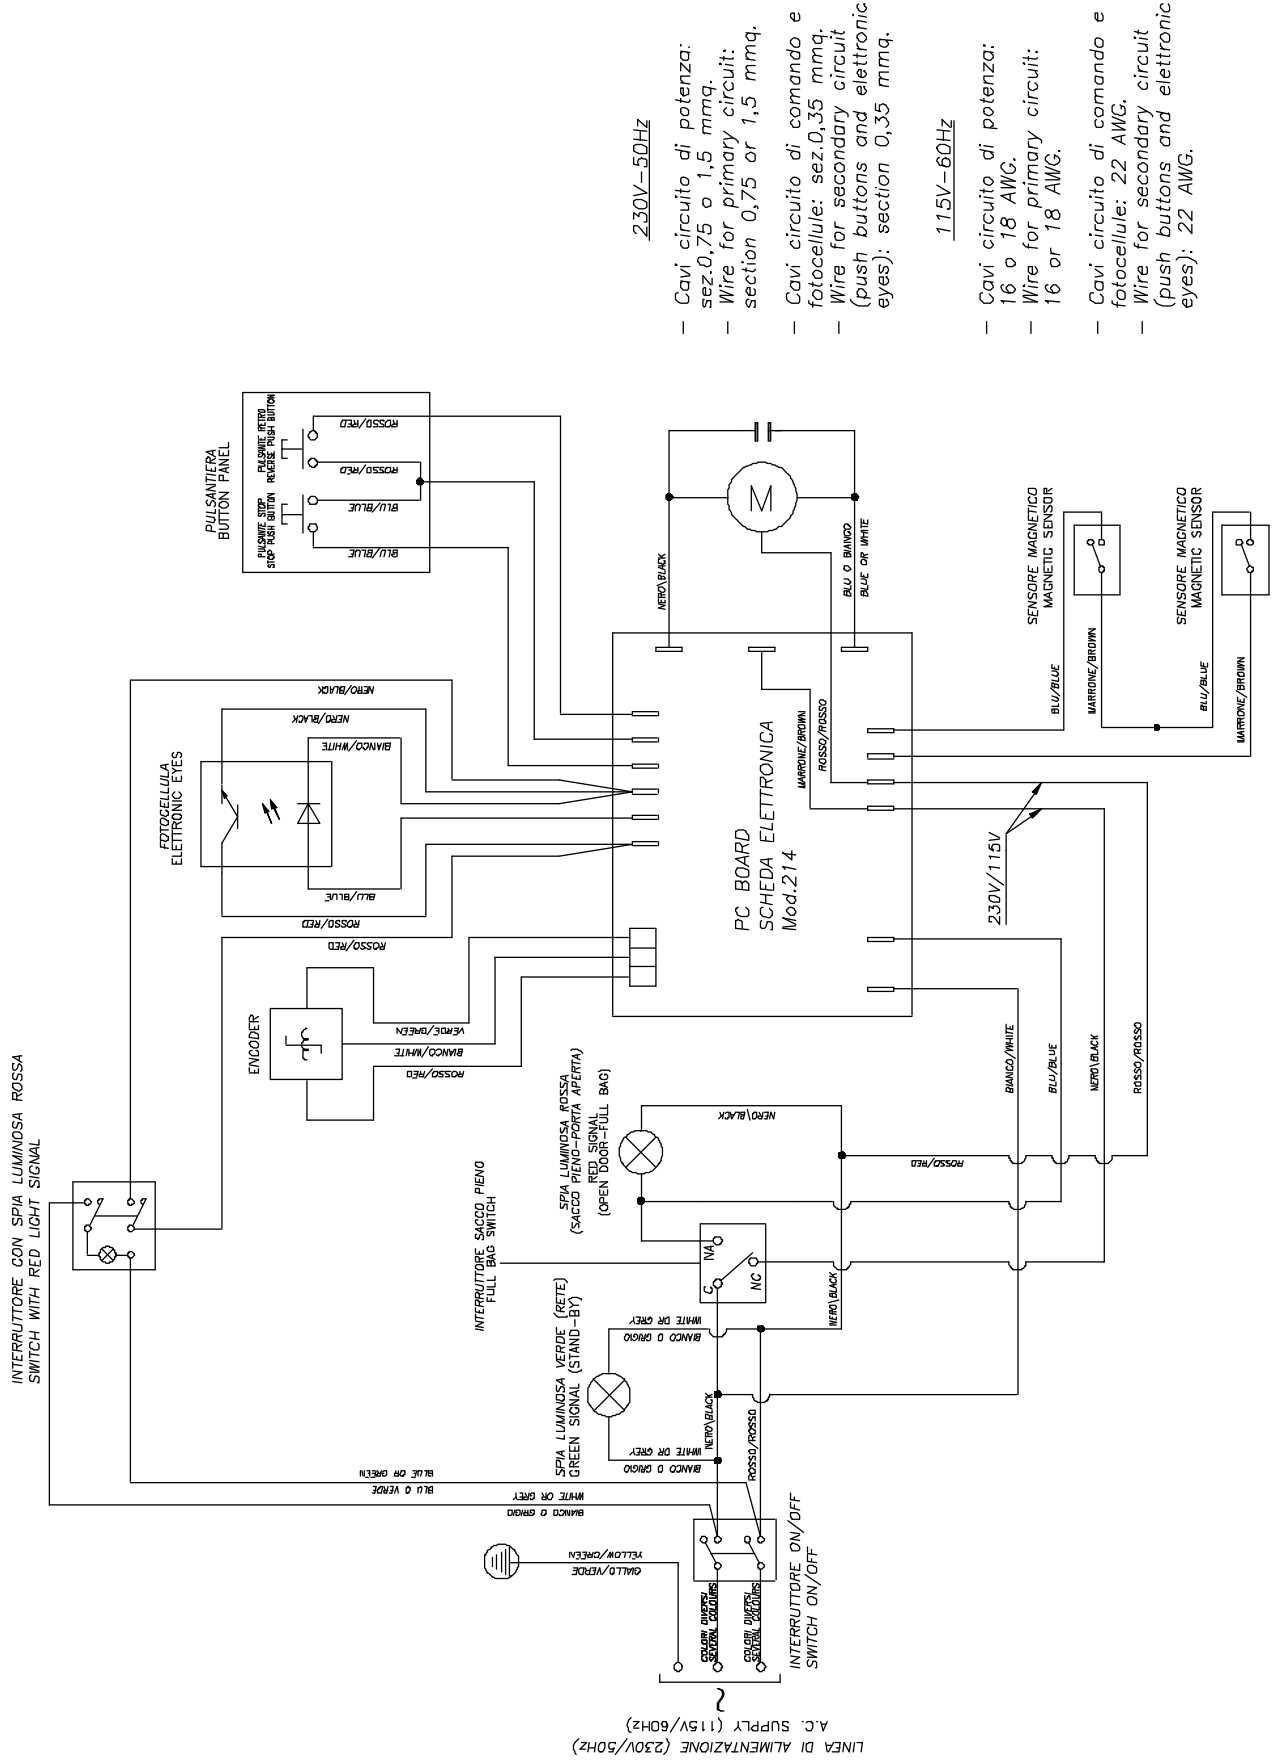 INTERRUTTORE CON SPIA LUMINOSA ROSSA
SWITCH WITH RED LIGHT SIGNAL
PULSANTIERA
BUTTON PANEL
PULSANTE STOP
STOP PUSH BUTTON
PULSANTE RETRO
REVERSE PUSH BUTTON
ROSSO/RED
ROSSO/RED
BLU/BLUE
BLU/BLUE
FOTOCELLULA
ELETTRONIC EYES
NERO/BLACK
NERO/BLACK
BIANCO/WHITE
BLU/BLUE
ROSSO/RED
ROSSO/RED
ENCODER
VERDE/GREEN
BIANCO/WHITE
ROSSO/RED
PC BOARD
SCHEDA ELETTRONICA
Mod.214
NERO\BLACK
M
BLU O BIANCO
BLUE OR WHITE
MARRONE/BROWN
ROSSO/ROSSO
SENSORE MAGNETICO
MAGNETIC SENSOR
BLU/BLUE
MARRONE/BROWN
SENSORE MAGNETICO
MAGNETIC SENSOR
BLU/BLUE
MARRONE/BROWN
230V/115V
BIANCO/WHITE
BLU/BLUE
NERO\BLACK
ROSSO/ROSSO
SPIA LUMINOSA ROSSA
(SACCO PIENO-PORTA APERTA)
RED SIGNAL
(OPEN DOOR-FULL BAG)
NERO\BLACK
ROSSO/RED
INTERRUTTORE SACCO PIENO
FULL BAG SWITCH
NA
C
NC
NERO\BLACK
SPIA LUMINOSA VERDE (RETE)
GREEN SIGNAL (STAND-BY)
WHITE OR GREY
BIANCO O GRIGIO
WHITE OR GREY
BIANCO O GRIGIO
NERO\BLACK
ROSSO/ROSSO
BLUE OR GREEN
BLU O VERDE
WHITE OR GREY
BIANCO O GRIGIO
YELLOW/GREEN
GIALLO/VERDE
COLORI DIVERSI
SEVERAL COLOURS
COLORI DIVERSI
SEVERAL COLOURS
INTERRUTTORE ON/OFF
SWITCH ON/OFF
~
A.C. SUPPLY (115V/60Hz)
LINEA DI ALIMENTAZIONE (230V/50Hz)
230V-50Hz
- Cavi circuito di potenza:
sez.0,75 o 1,5 mmq.
- Wire for primary circuit:
section 0,75 or 1,5 mmq.
- Cavi circuito di comando e
fotocellule: sez.0,35 mmq.
- Wire for secondary circuit
(push buttons and elettronic
eyes): section 0,35 mmq.
115V-60Hz
- Cavi circuito di potenza:
16 o 18 AWG.
- Wire for primary circuit:
16 or 18 AWG.
- Cavi circuito di comando e
fotocellule: 22 AWG.
- Wire for secondary circuit
(push buttons and elettronic
eyes): 22 AWG.